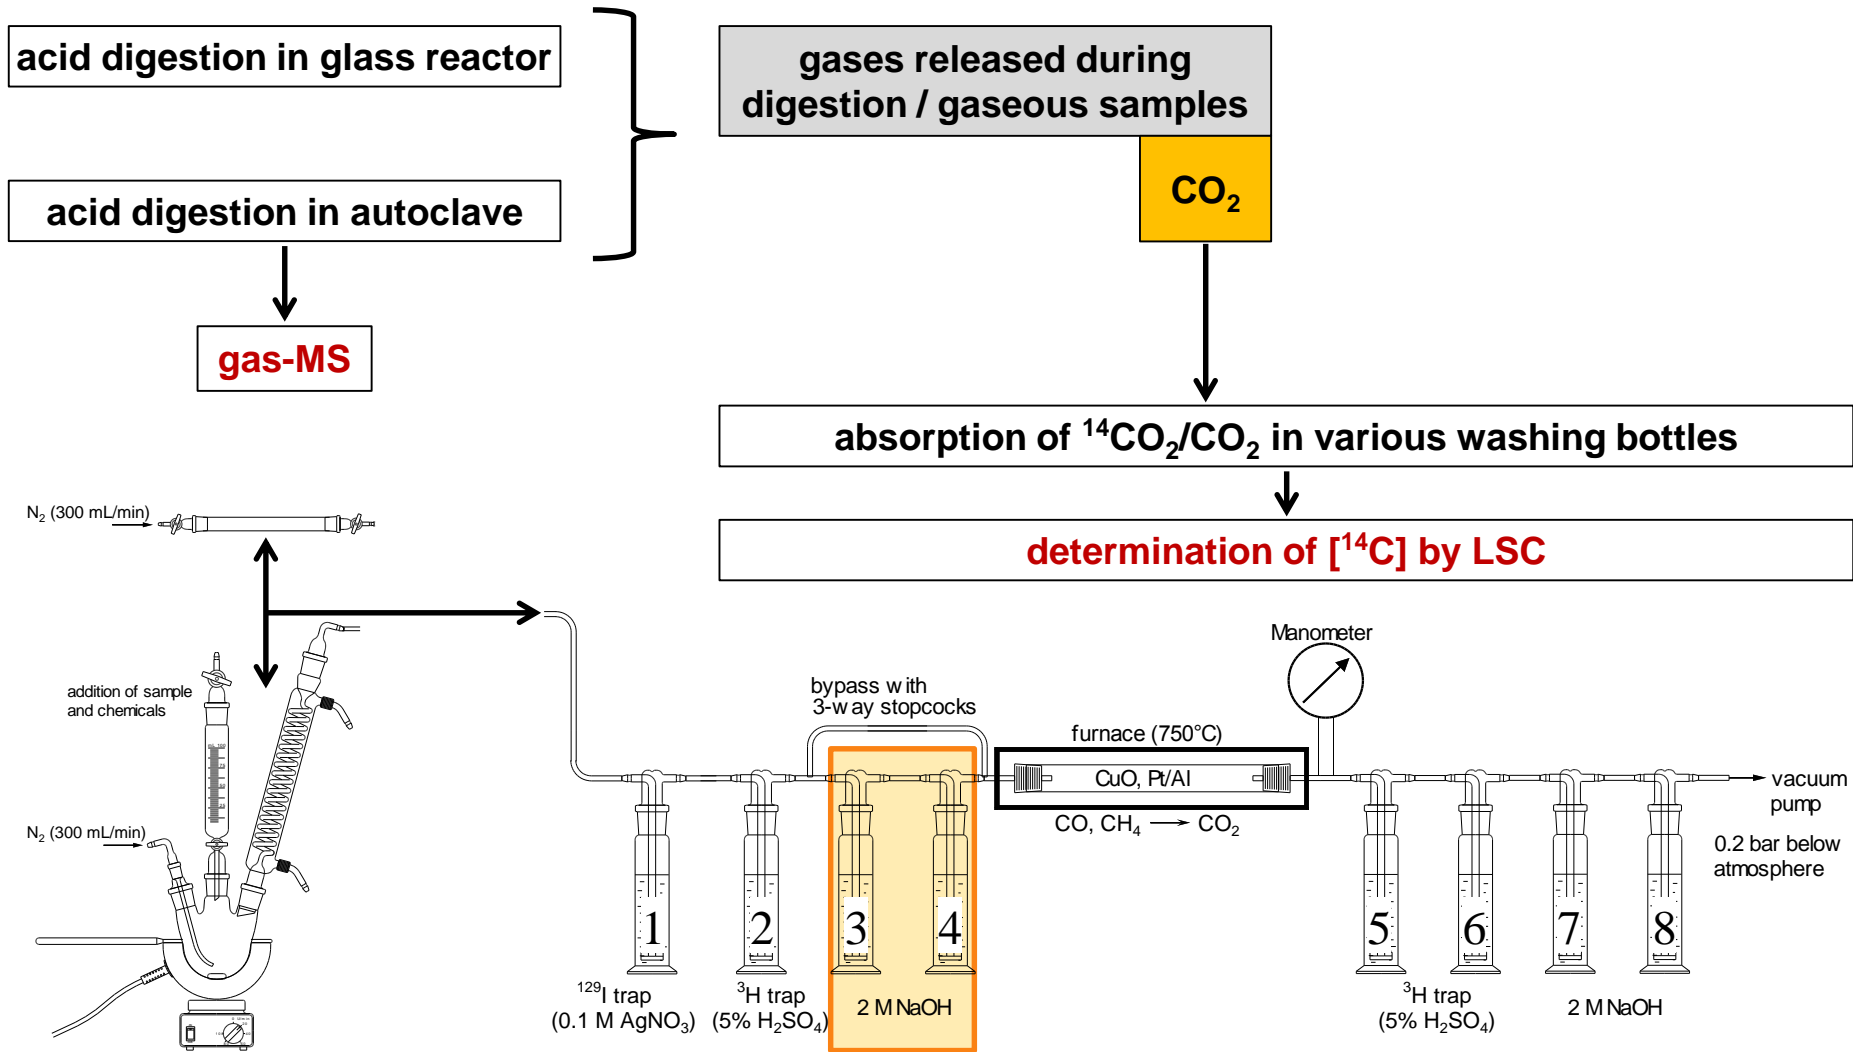 acid digestion in glass reactor
acid digestion in autoclave
gas-MS
gases released during
digestion / gaseous samples
CO₂
absorption of ¹⁴CO₂/CO₂ in various washing bottles
determination of [¹⁴C] by LSC
N₂ (300 mL/min)
addition of sample
and chemicals
N₂ (300 mL/min)
bypass with
3-way stopcocks
furnace (750°C)
CuO, Pt/Al
CO, CH₄ → CO₂
Manometer
vacuum
pump
0.2 bar below
atmosphere
1
2
3
4
5
6
7
8
¹²⁹I trap
(0.1 M AgNO₃)
³H trap
(5% H₂SO₄)
2 M NaOH
³H trap
(5% H₂SO₄)
2 M NaOH